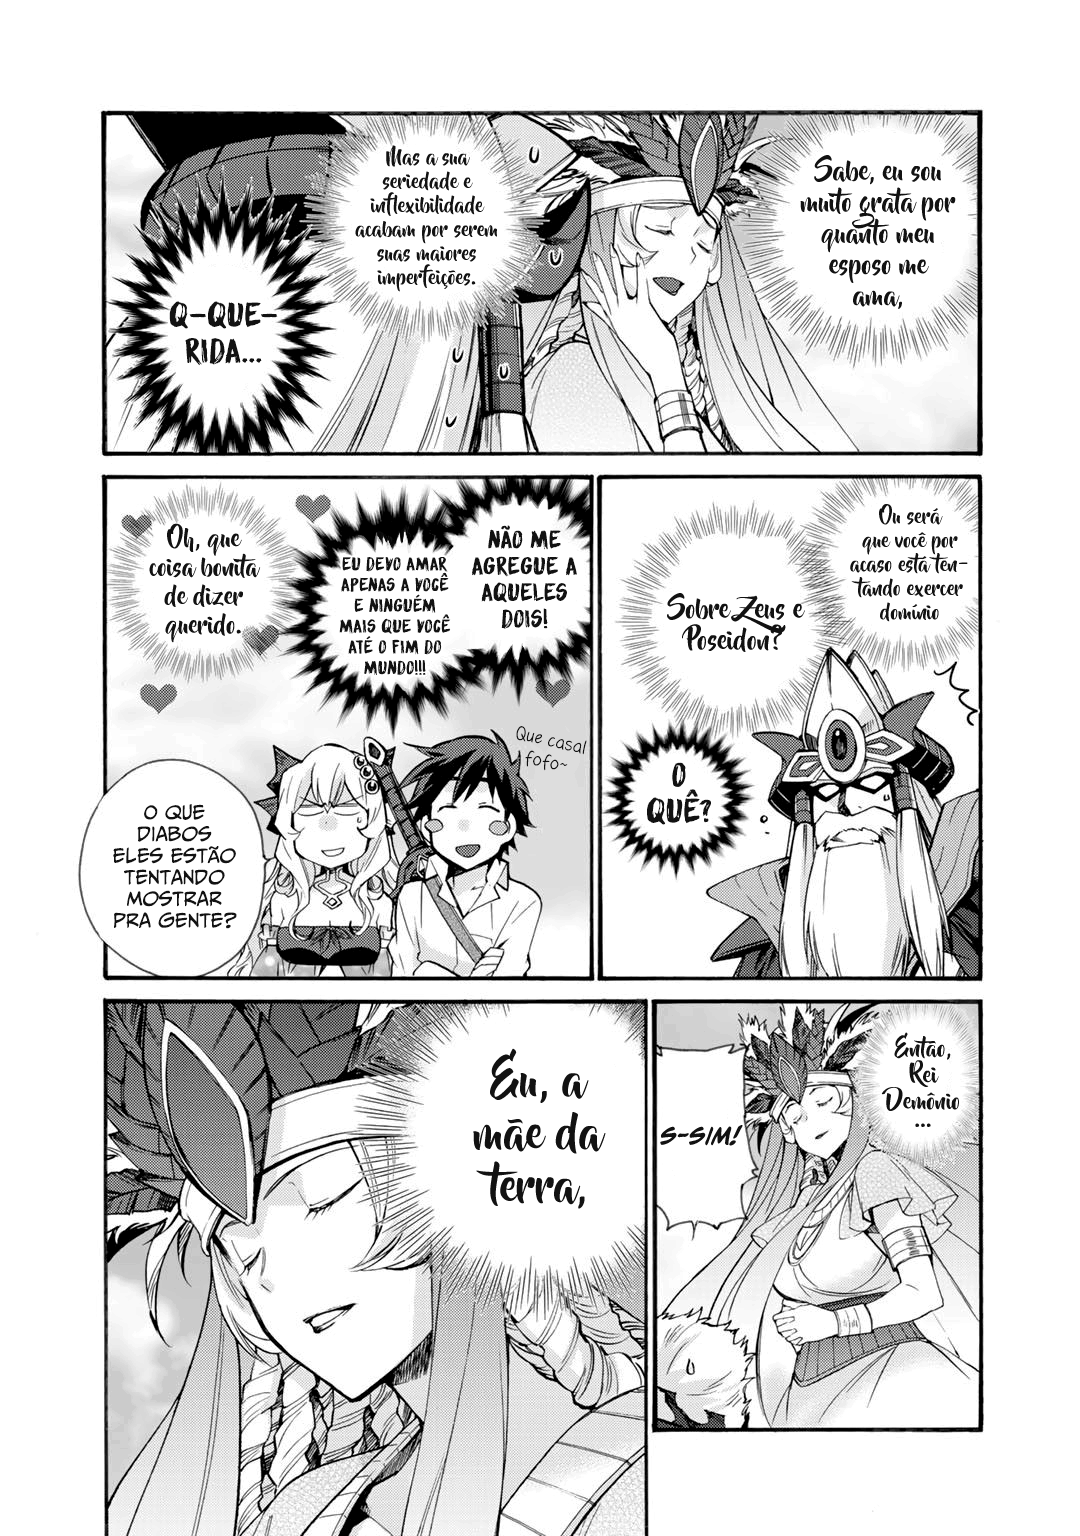 Sabe, eu sou
muito grata por
quanto meu
esposo me
ama,
Mas a sua
seriedade e
inflexibilidade
acabam por serem
suas maiores
imperfeições.
Q-QUE-
RIDA...
Ou será
que você por
acaso está ten-
tando exercer
domínio
Sobre Zeus e
Poseidon?
O
QUÊ?
NÃO ME
AGREGUE A
AQUELES
DOIS!
EU DEVO AMAR
APENAS A VOCÊ
E NINGUÉM
MAIS QUE VOCÊ
ATÉ O FIM DO
MUNDO!!!
Oh, que
coisa bonita
de dizer
querido.
Que casal
fofo~
O QUE
DIABOS
ELES ESTÃO
TENTANDO
MOSTRAR
PRA GENTE?
Então,
Rei
Demônio
...
S-SIM!
Eu, a
mãe da
terra,